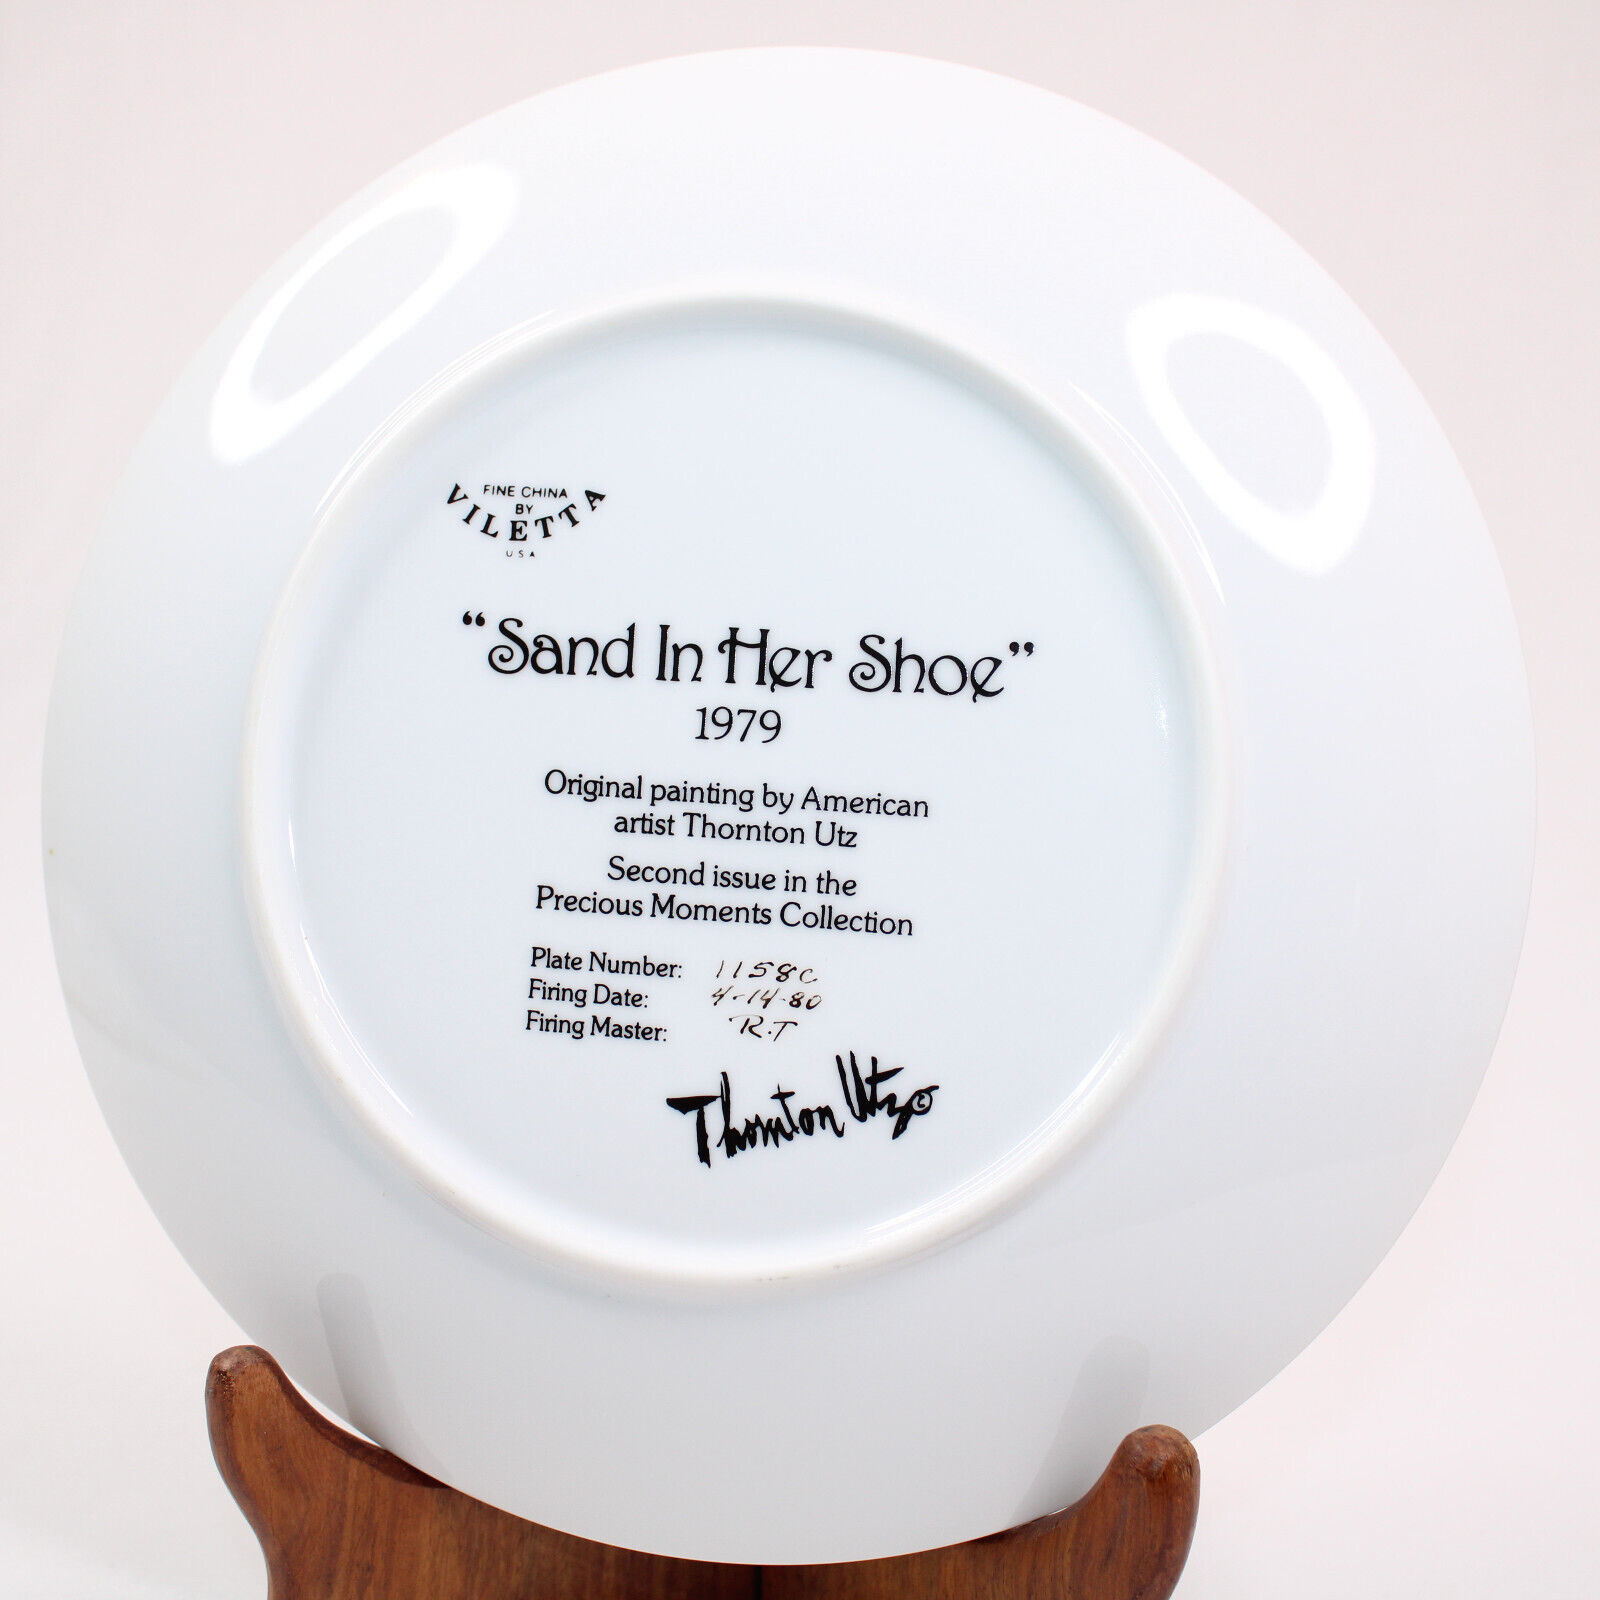 FINE CHINA
BY
VILETTA
USA
“Sand In Her Shoe”
1979
Original painting by American
artist Thornton Utz
Second issue in the
Precious Moments Collection
Plate Number: 1158C
Firing Date: 4-14-80
Firing Master: R.T
Thornton Utz ©